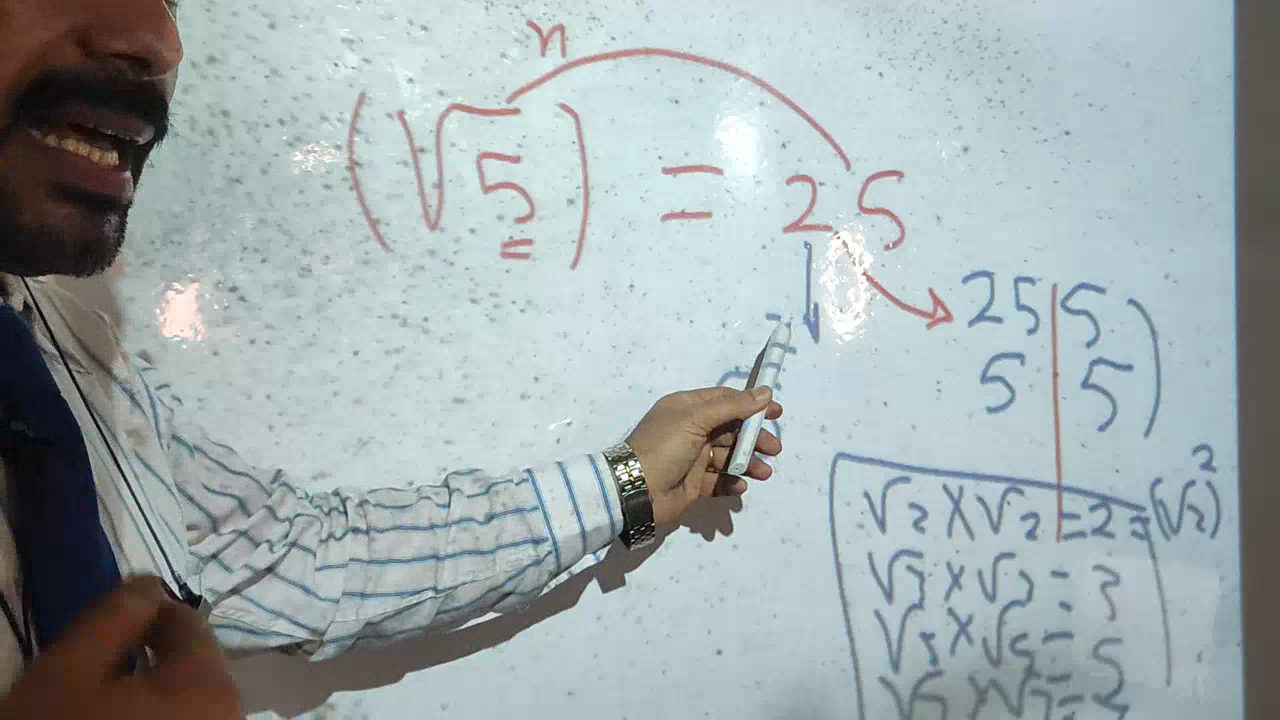 n
(√5) = 25
25 | 5
5 | 5)
√2 X √2 = 2 = (√2)²
√3 X √3 = 3
√5 X √5 = 5